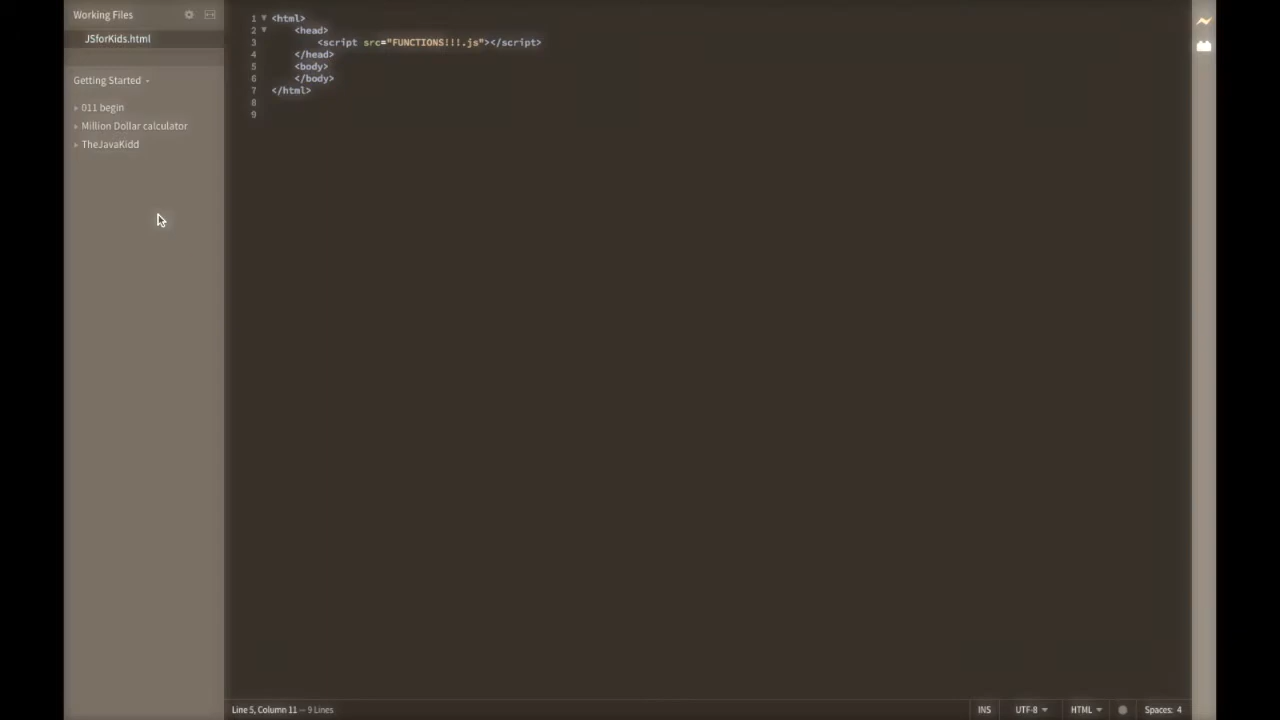 Working Files
JSforKids.html
Getting Started
011 begin
Million Dollar calculator
TheJavaKidd
1 <html>
2 <head>
3 <script src="FUNCTIONS!!!.js"></script>
4 </head>
5 <body>
6 </body>
7 </html>
8
9
Line 5, Column 11 — 9 Lines
INS UTF-8 HTML Spaces: 4